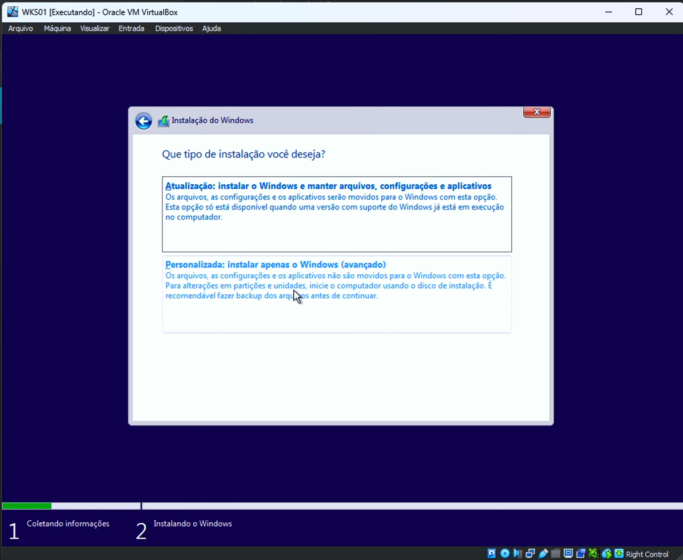 WKS01 [Executando] - Oracle VM VirtualBox
Arquivo Máquina Visualizar Entrada Dispositivos Ajuda
Instalação do Windows
Que tipo de instalação você deseja?
Atualização: instalar o Windows e manter arquivos, configurações e aplicativos
Os arquivos, as configurações e os aplicativos serão movidos para o Windows com esta opção.
Esta opção só está disponível quando uma versão com suporte do Windows já está em execução
no computador.
Personalizada: instalar apenas o Windows (avançado)
Os arquivos, as configurações e os aplicativos não são movidos para o Windows com esta opção.
Para alterações em partições e unidades, inicie o computador usando o disco de instalação. É
recomendável fazer backup dos arquivos antes de continuar.
1 Coletando informações 2 Instalando o Windows
Right Control